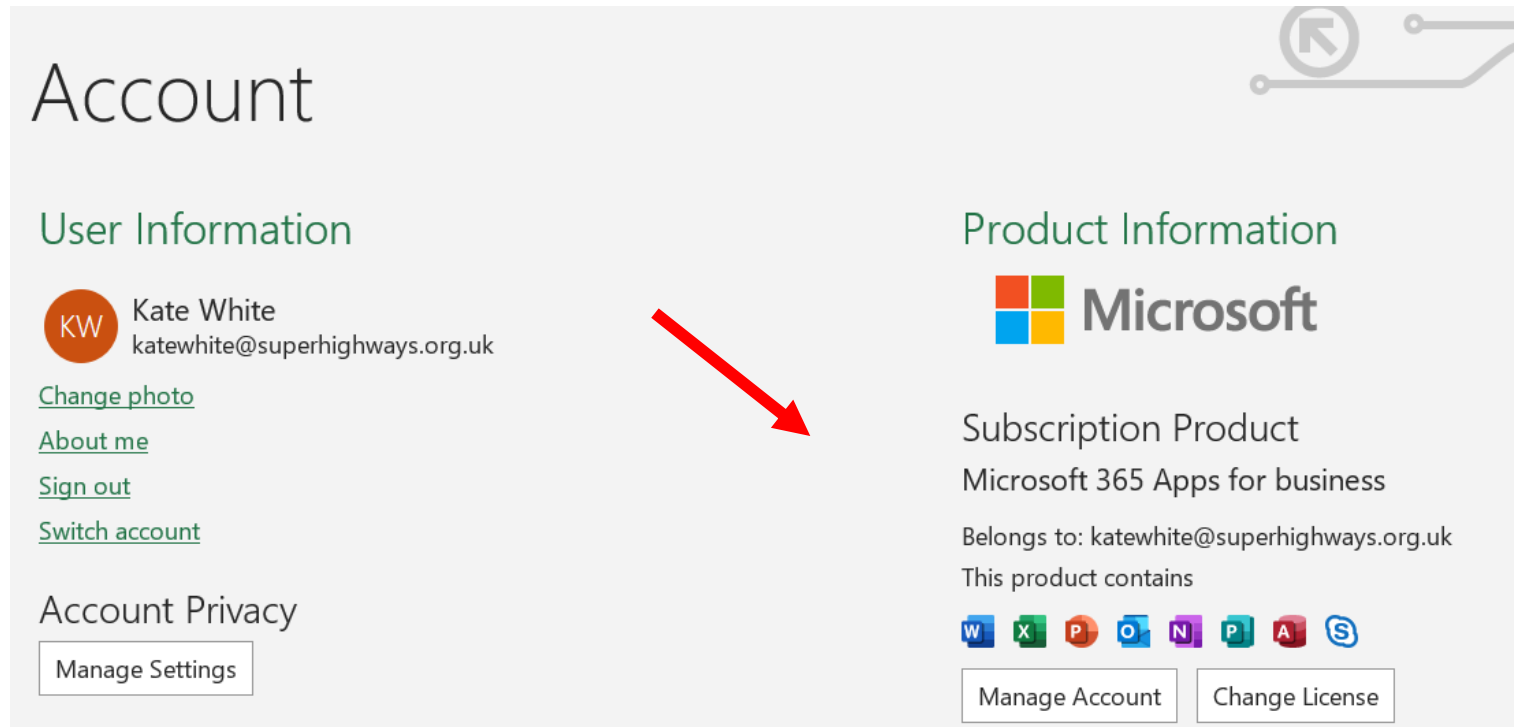 Account
User Information
KW
Kate White
katewhite@superhighways.org.uk
Change photo
About me
Sign out
Switch account
Account Privacy
Manage Settings
Product Information
Microsoft
Subscription Product
Microsoft 365 Apps for business
Belongs to: katewhite@superhighways.org.uk
This product contains
W X P O N P A S
Manage Account Change License